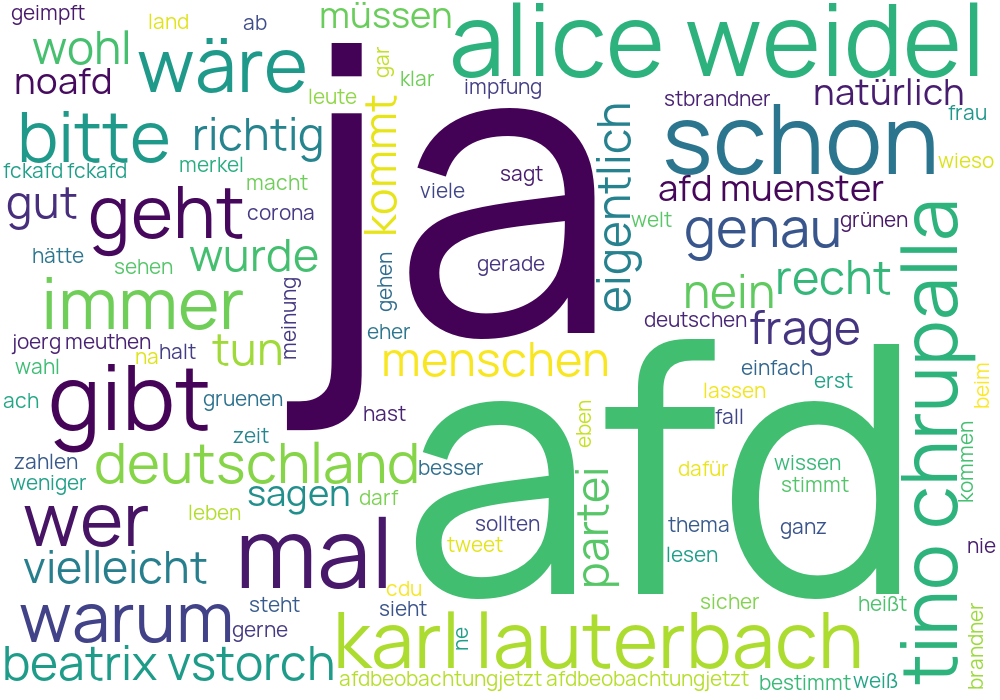 geimpft
land
ab
müssen
alice weidel
wohl
wäre
gar
klar
noafd
leute
impfung
stbrandner
natürlich
frau
bitte
richtig
ja
kommt
eigentlich
schon
fckafd fckafd
merkel
wieso
macht
viele
sagt
afd muenster
gut
geht
corona
welt
genau
grünen
hätte
sehen
wurde
gehen
gerade
tino chrupalla
immer
meinung
nein
recht
joerg meuthen
na
halt
tun
eher
deutschen
frage
wahl
menschen
einfach
erst
beim
ach
gibt
gruenen
hast
eben
afd
lassen
fall
zeit
zahlen
weniger
deutschland
besser
partei
dafür
wissen
stimmt
kommen
sagen
darf
wer
leben
mal
sollten
tweet
thema
ganz
lesen
nie
vielleicht
cdu
warum
steht
sieht
sicher
heißt
gerne
karl lauterbach
ne
brandner
beatrix vstorch
afdbeobachtungjetzt afdbeobachtungjetzt
bestimmt
weiß